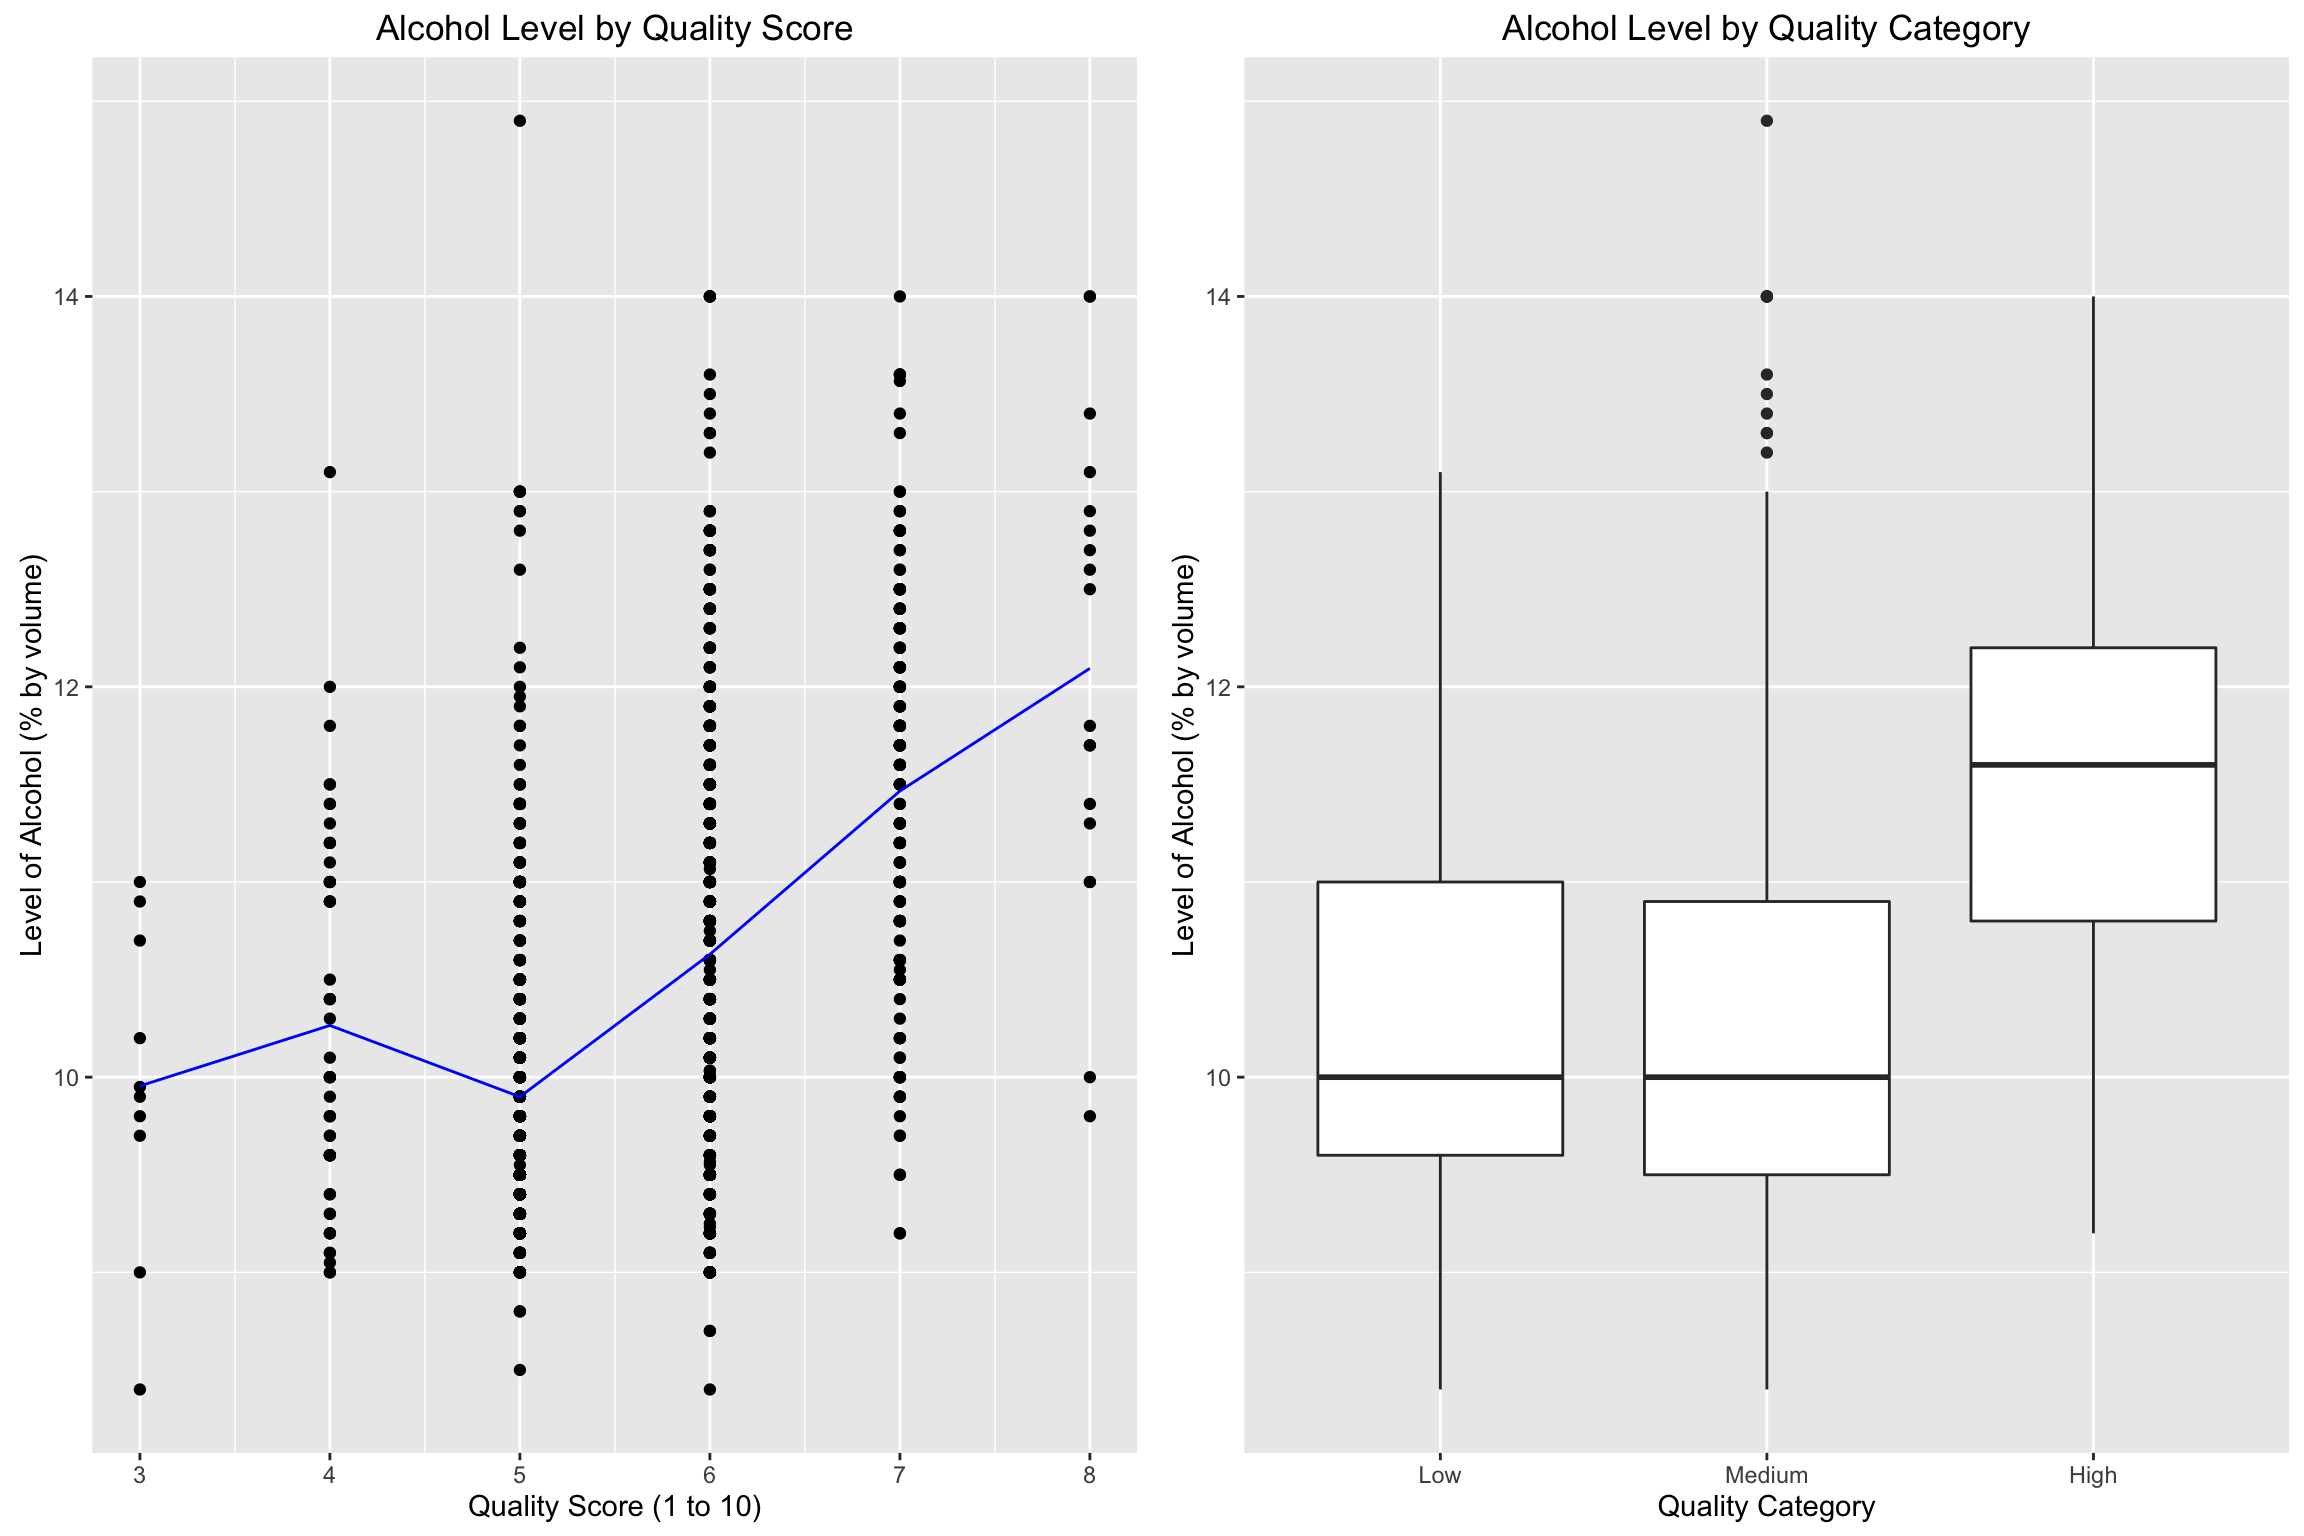 Alcohol Level by Quality Score
Level of Alcohol (% by volume)
14
12
10
3 4 5 6 7 8
Quality Score (1 to 10)
Alcohol Level by Quality Category
Level of Alcohol (% by volume)
14
12
10
Low Medium High
Quality Category